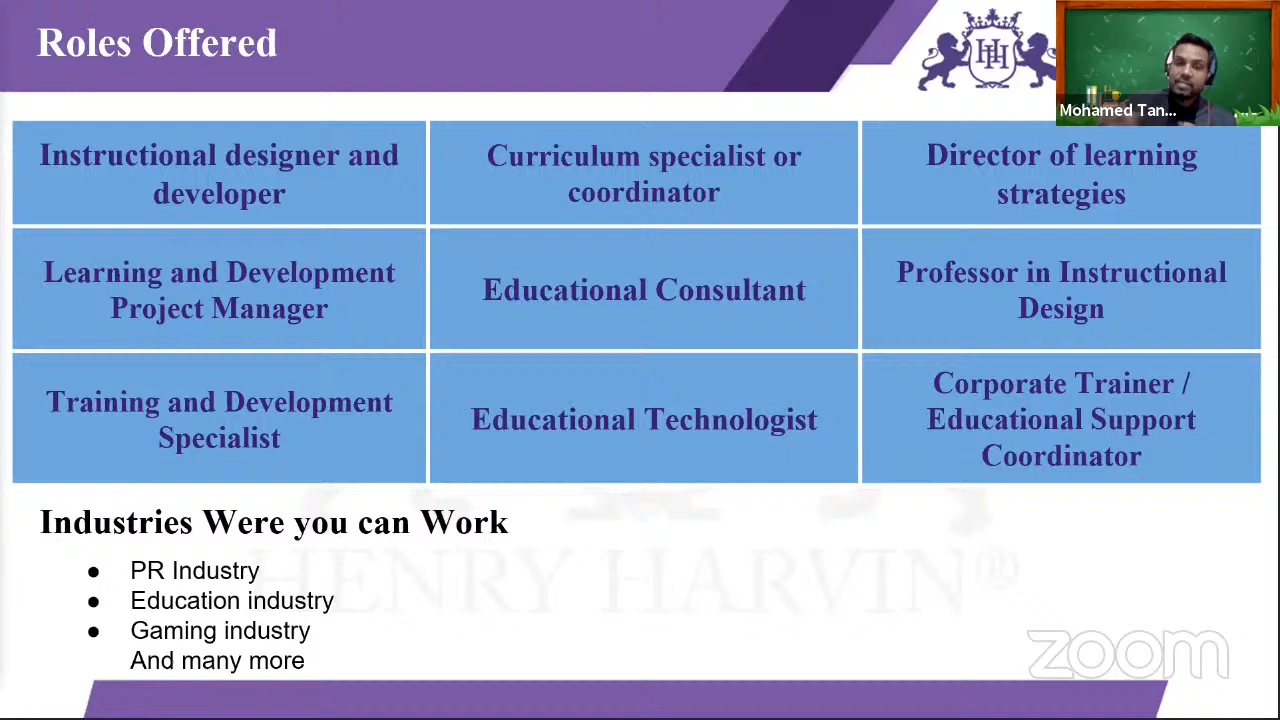 Roles Offered
HH
Mohamed Tan...
Instructional designer and
developer
Curriculum specialist or
coordinator
Director of learning
strategies
Learning and Development
Project Manager
Educational Consultant
Professor in Instructional
Design
Training and Development
Specialist
Educational Technologist
Corporate Trainer /
Educational Support
Coordinator
Industries Were you can Work
● PR Industry
● Education industry
● Gaming industry
And many more
HENRY HARVIN®
zoom